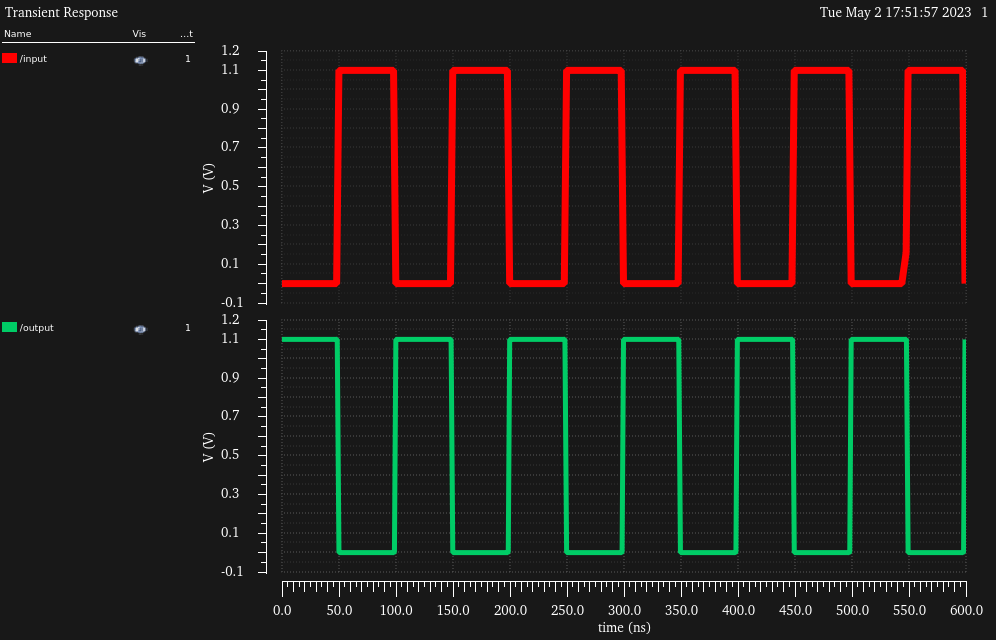 Transient Response
Tue May 2 17:51:57 2023 1
Name Vis ...t
/input 1
1.2
1.1
0.9
0.7
0.5
0.3
0.1
-0.1
V (V)
/output 1
1.2
1.1
0.9
0.7
0.5
0.3
0.1
-0.1
V (V)
0.0 50.0 100.0 150.0 200.0 250.0 300.0 350.0 400.0 450.0 500.0 550.0 600.0
time (ns)